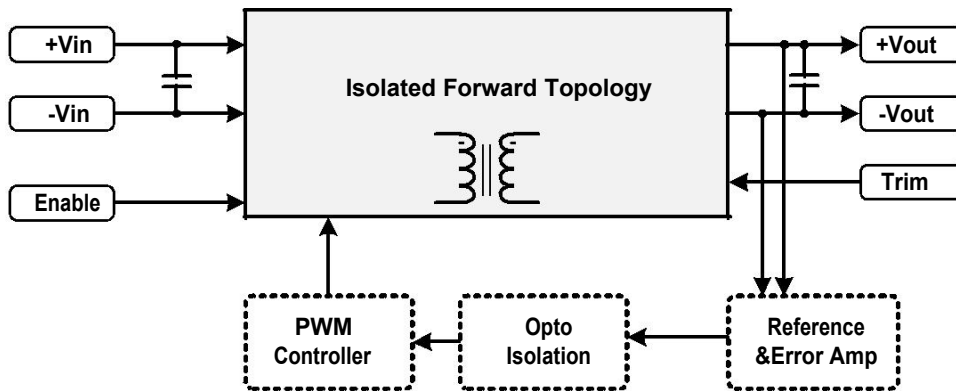 +Vin
-Vin
Enable
Isolated Forward Topology
+Vout
-Vout
Trim
PWM
Controller
Opto
Isolation
Reference
&Error Amp